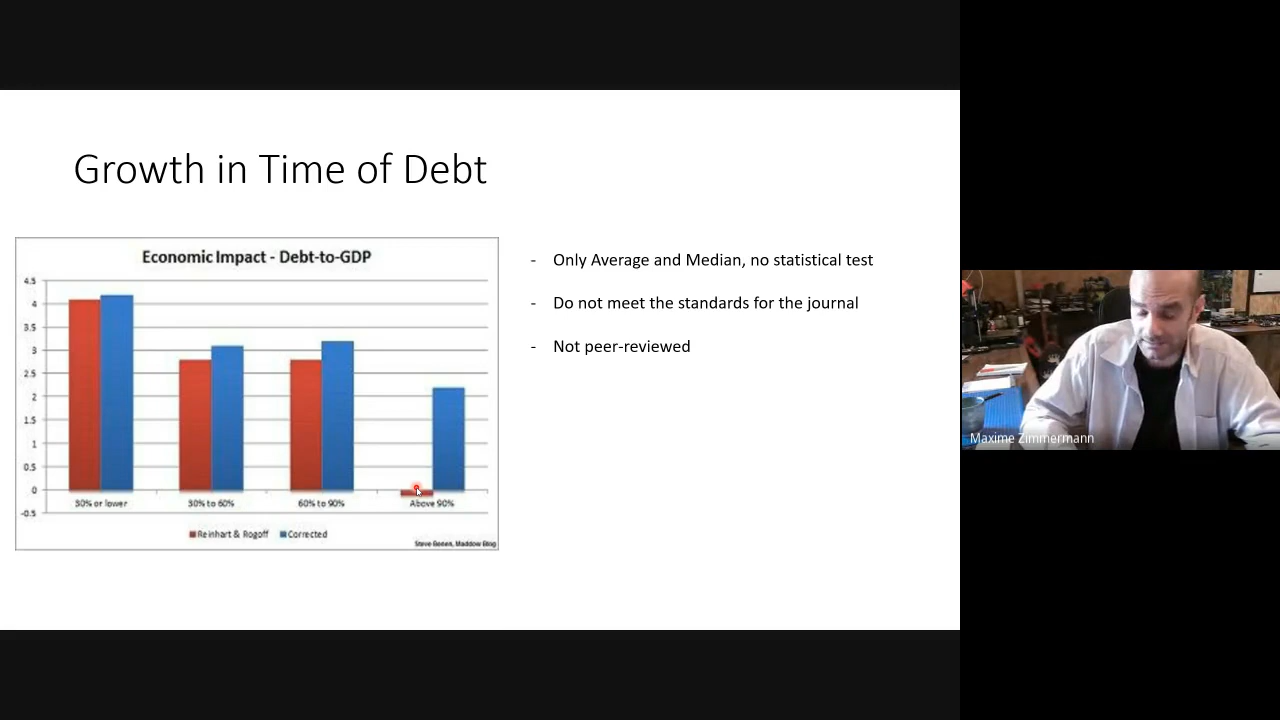 Growth in Time of Debt
Economic Impact - Debt-to-GDP
4.5
4
3.5
3
2.5
2
1.5
1
0.5
0
-0.5
30% or lower
30% to 60%
60% to 90%
Above 90%
Reinhart & Rogoff
Corrected
Steve Benen, Maddow Blog
- Only Average and Median, no statistical test
- Do not meet the standards for the journal
- Not peer-reviewed
Maxime Zimmermann